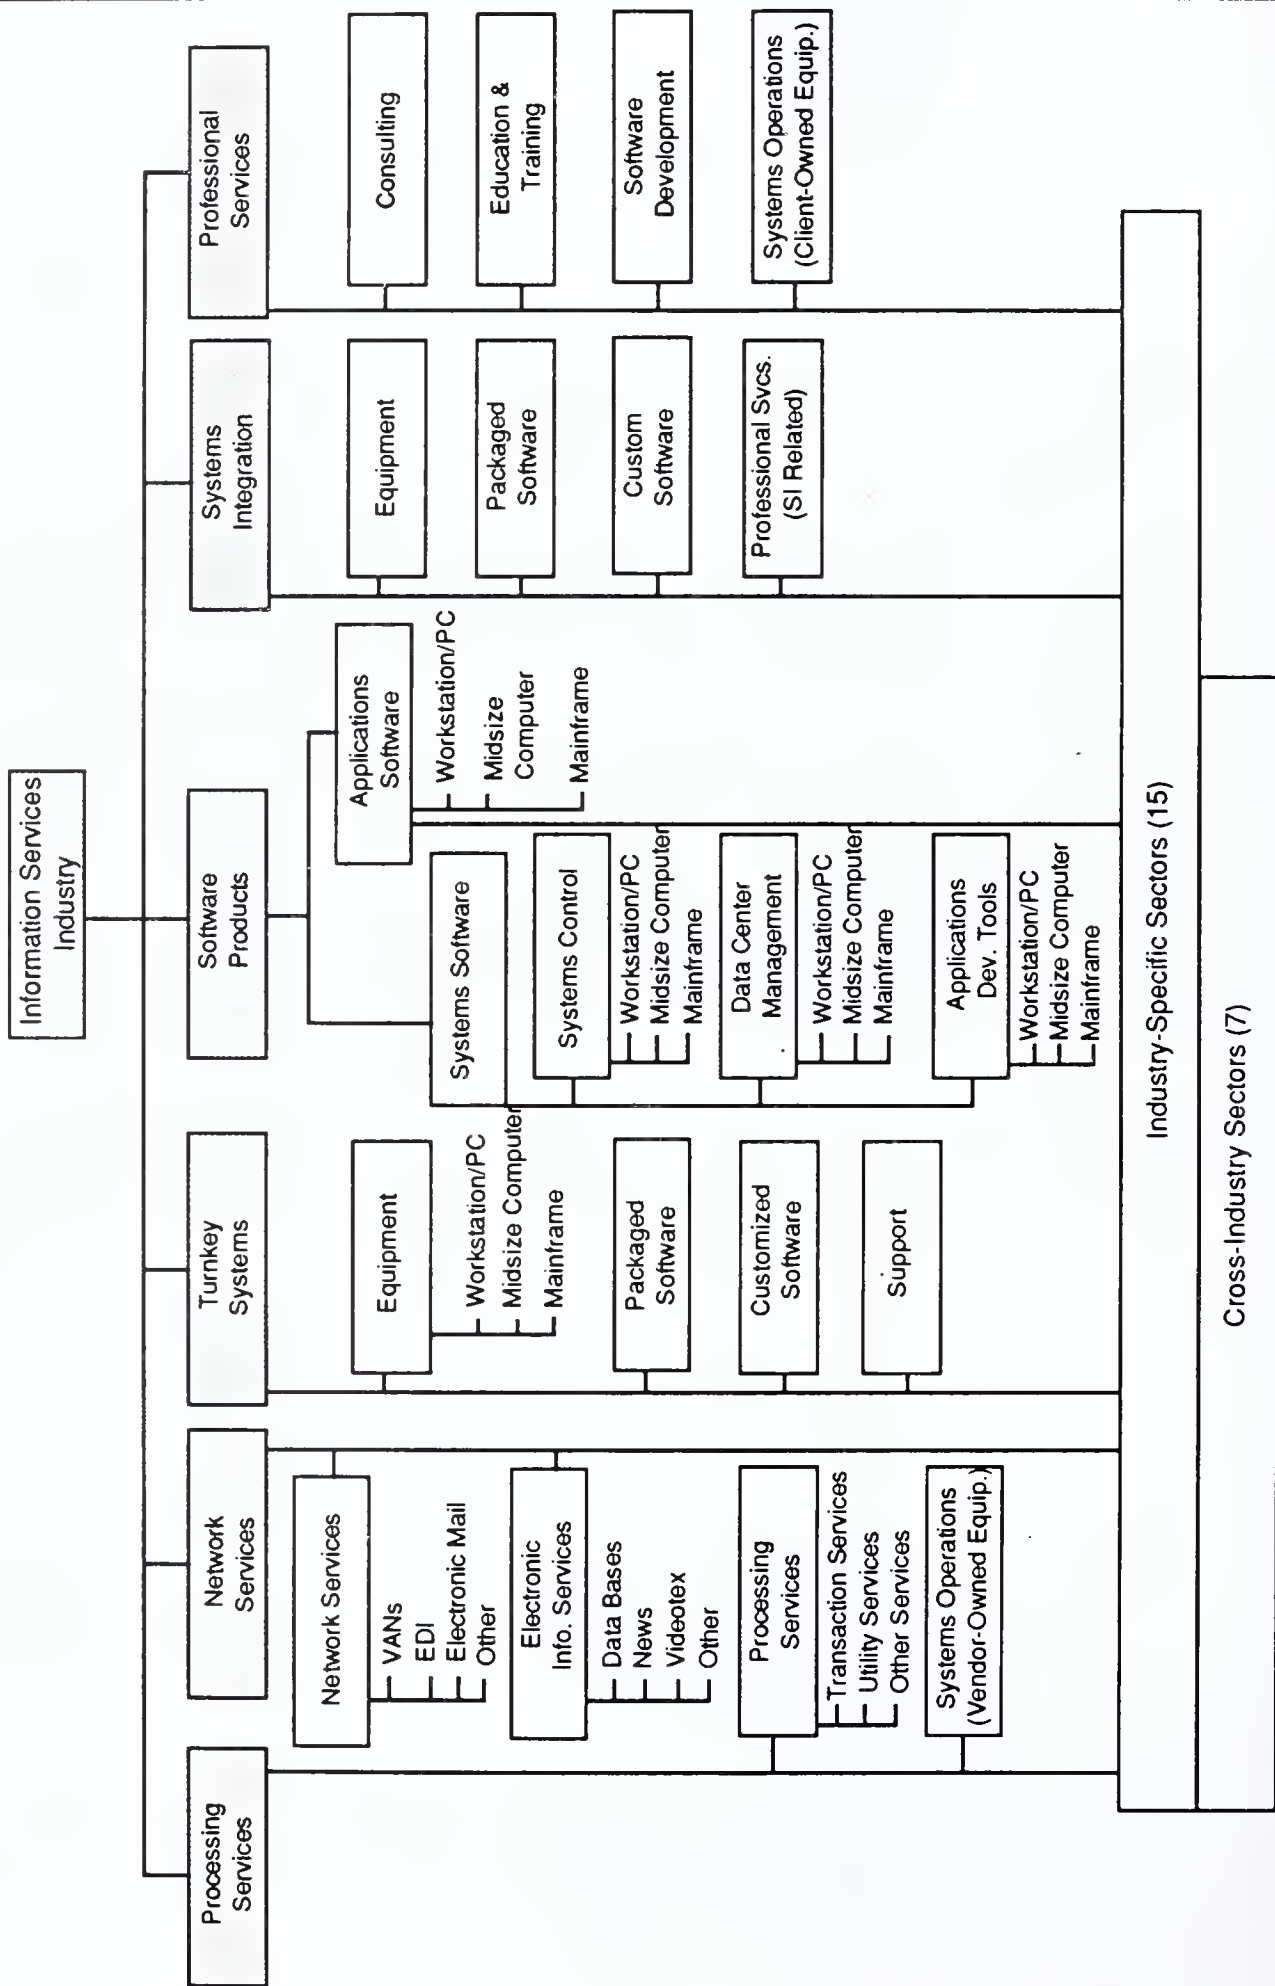 Information Services
Industry
Processing
Services
Network
Services
Turnkey
Systems
Software
Products
Systems
Integration
Professional
Services
Network Services
VANs
EDI
Electronic Mail
Other
Electronic
Info. Services
Data Bases
News
Videotex
Other
Processing
Services
Transaction Services
Utility Services
Other Services
Systems Operations
(Vendor-Owned Equip.)
Equipment
Workstation/PC
Midsize Computer
Mainframe
Packaged
Software
Customized
Software
Support
Systems Software
Systems Control
Workstation/PC
Midsize Computer
Mainframe
Data Center
Management
Workstation/PC
Midsize Computer
Mainframe
Applications
Dev. Tools
Workstation/PC
Midsize Computer
Mainframe
Applications
Software
Workstation/PC
Midsize
Computer
Mainframe
Equipment
Packaged
Software
Custom
Software
Professional Svcs.
(SI Related)
Consulting
Education &
Training
Software
Development
Systems Operations
(Client-Owned Equip.)
Industry-Specific Sectors (15)
Cross-Industry Sectors (7)